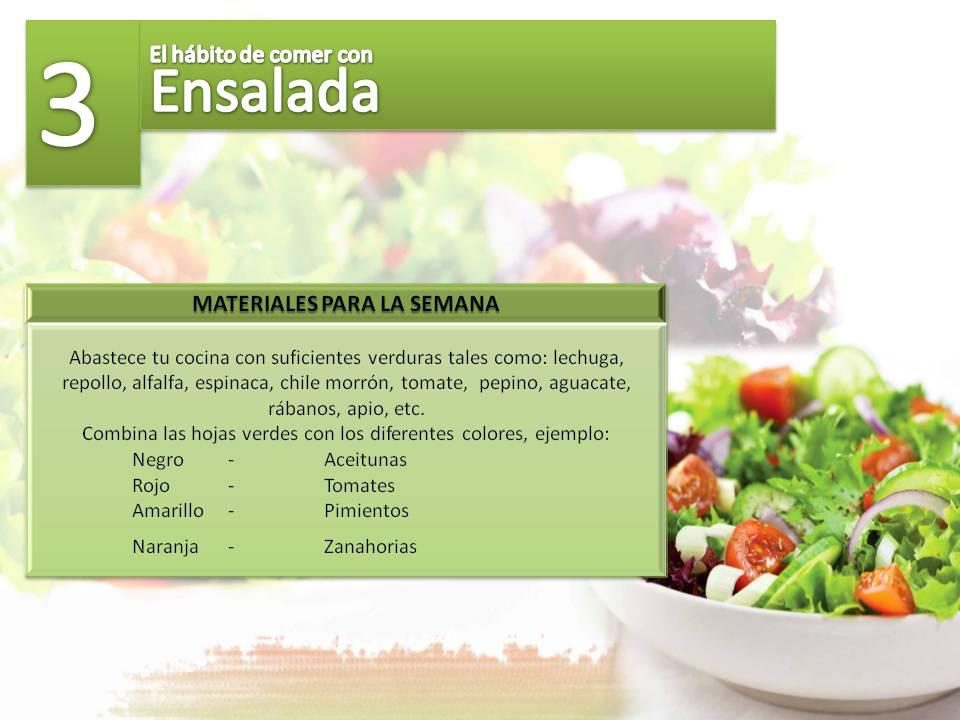 3
El hábito de comer con
Ensalada
MATERIALES PARA LA SEMANA
Abastece tu cocina con suficientes verduras tales como: lechuga,
repollo, alfalfa, espinaca, chile morrón, tomate, pepino, aguacate,
rábanos, apio, etc.
Combina las hojas verdes con los diferentes colores, ejemplo:
Negro - Aceitunas
Rojo - Tomates
Amarillo - Pimientos
Naranja - Zanahorias